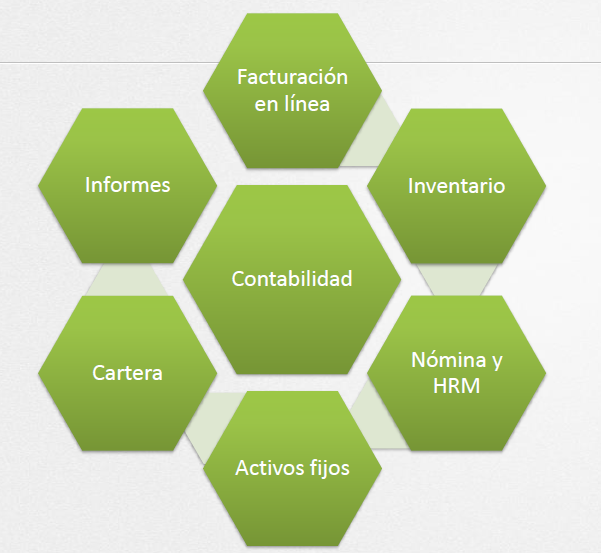 Facturación
en línea
Informes
Inventario
Contabilidad
Cartera
Nómina y
HRM
Activos fijos